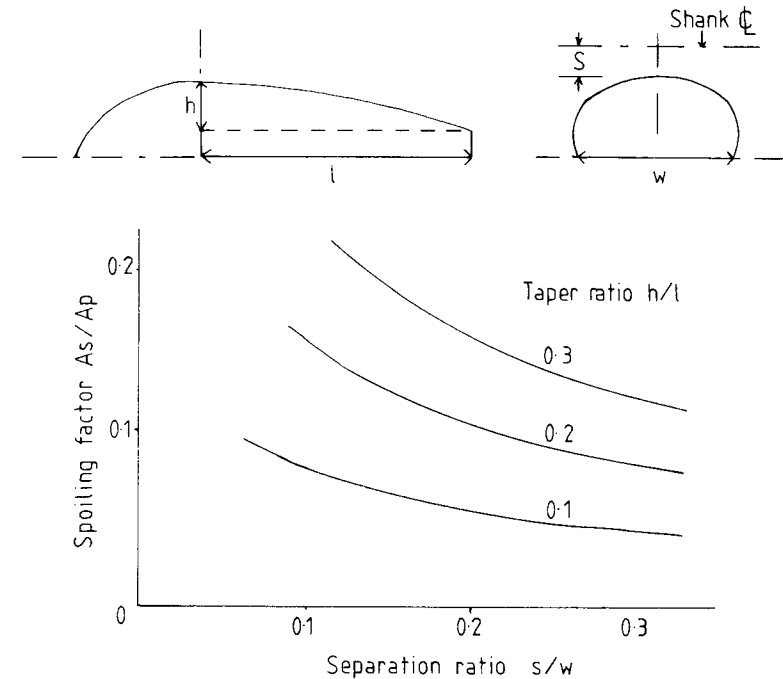 Shank ℄
S
h
l
w
0·2
Taper ratio h/l
Spoiling factor As/Ap
0·3
0·2
0·1
0·1
0
0·1
0·2
0·3
Separation ratio s/w